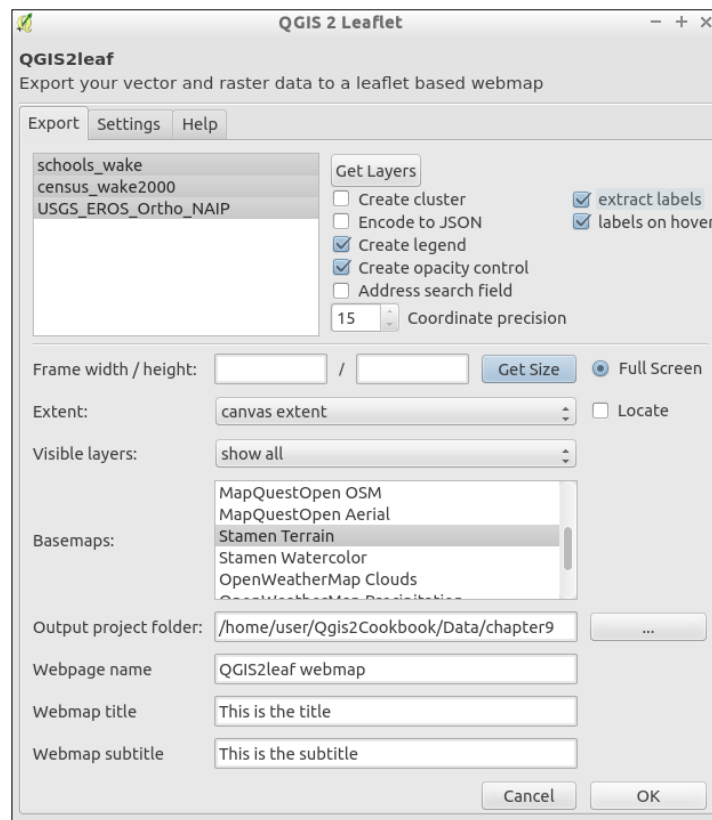 QGIS 2 Leaflet
QGIS2leaf
Export your vector and raster data to a leaflet based webmap
Export Settings Help
schools_wake
census_wake2000
USGS_EROS_Ortho_NAIP
Get Layers
Create cluster
extract labels
Encode to JSON
labels on hover
Create legend
Create opacity control
Address search field
15 Coordinate precision
Frame width / height: / Get Size Full Screen
Extent: canvas extent Locate
Visible layers: show all
Basemaps:
MapQuestOpen OSM
MapQuestOpen Aerial
Stamen Terrain
Stamen Watercolor
OpenWeatherMap Clouds
OpenWeatherMap Precipitation
Output project folder: /home/user/Qgis2Cookbook/Data/chapter9 ...
Webpage name QGIS2leaf webmap
Webmap title This is the title
Webmap subtitle This is the subtitle
Cancel OK